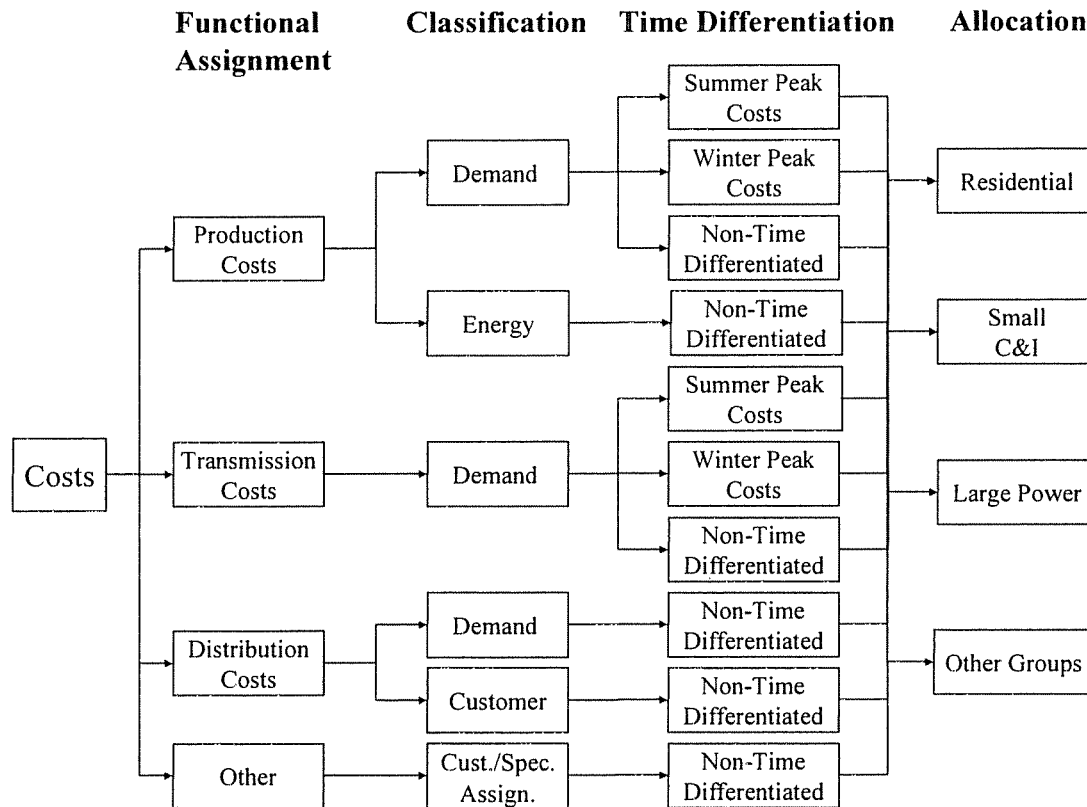 Functional
Assignment
Classification
Time Differentiation
Allocation
Costs
Production
Costs
Transmission
Costs
Distribution
Costs
Other
Demand
Energy
Demand
Demand
Customer
Cust./Spec.
Assign.
Summer Peak
Costs
Winter Peak
Costs
Non-Time
Differentiated
Non-Time
Differentiated
Summer Peak
Costs
Winter Peak
Costs
Non-Time
Differentiated
Non-Time
Differentiated
Non-Time
Differentiated
Non-Time
Differentiated
Residential
Small
C&I
Large Power
Other Groups